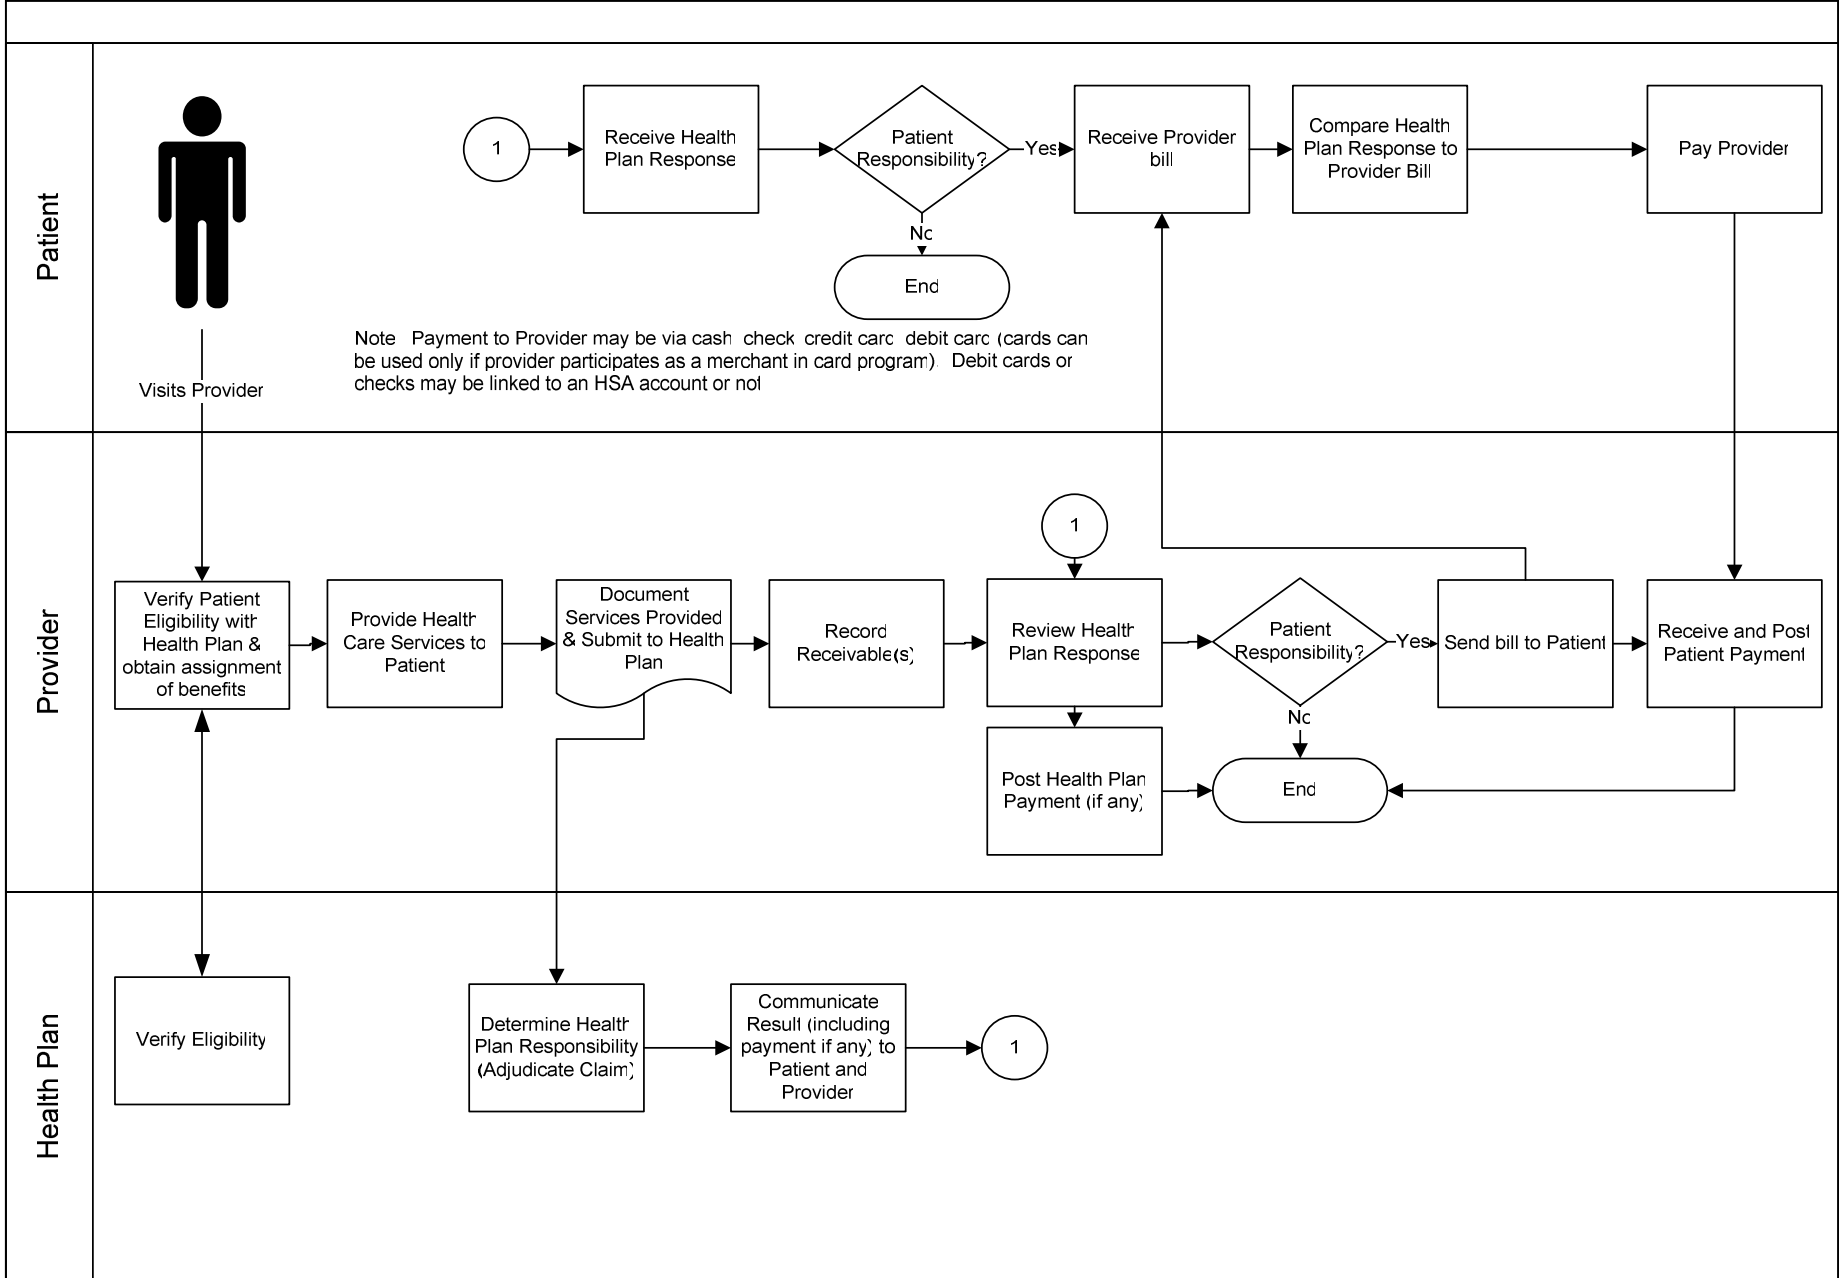 Patient
1
Receive Health
Plan Response
Patient
Responsibility?
Yes
No
End
Receive Provider
bill
Compare Health
Plan Response to
Provider Bill
Pay Provider
Visits Provider
Note Payment to Provider may be via cash check credit card debit card (cards can
be used only if provider participates as a merchant in card program) Debit cards or
checks may be linked to an HSA account or not
Provider
Verify Patient
Eligibility with
Health Plan &
obtain assignment
of benefits
Provide Health
Care Services to
Patient
Document
Services Provided
& Submit to Health
Plan
Record
Receivable(s)
1
Review Health
Plan Response
Post Health Plan
Payment (if any)
Patient
Responsibility?
Yes
No
End
Send bill to Patient
Receive and Post
Patient Payment
Health Plan
Verify Eligibility
Determine Health
Plan Responsibility
(Adjudicate Claim)
Communicate
Result (including
payment if any) to
Patient and
Provider
1